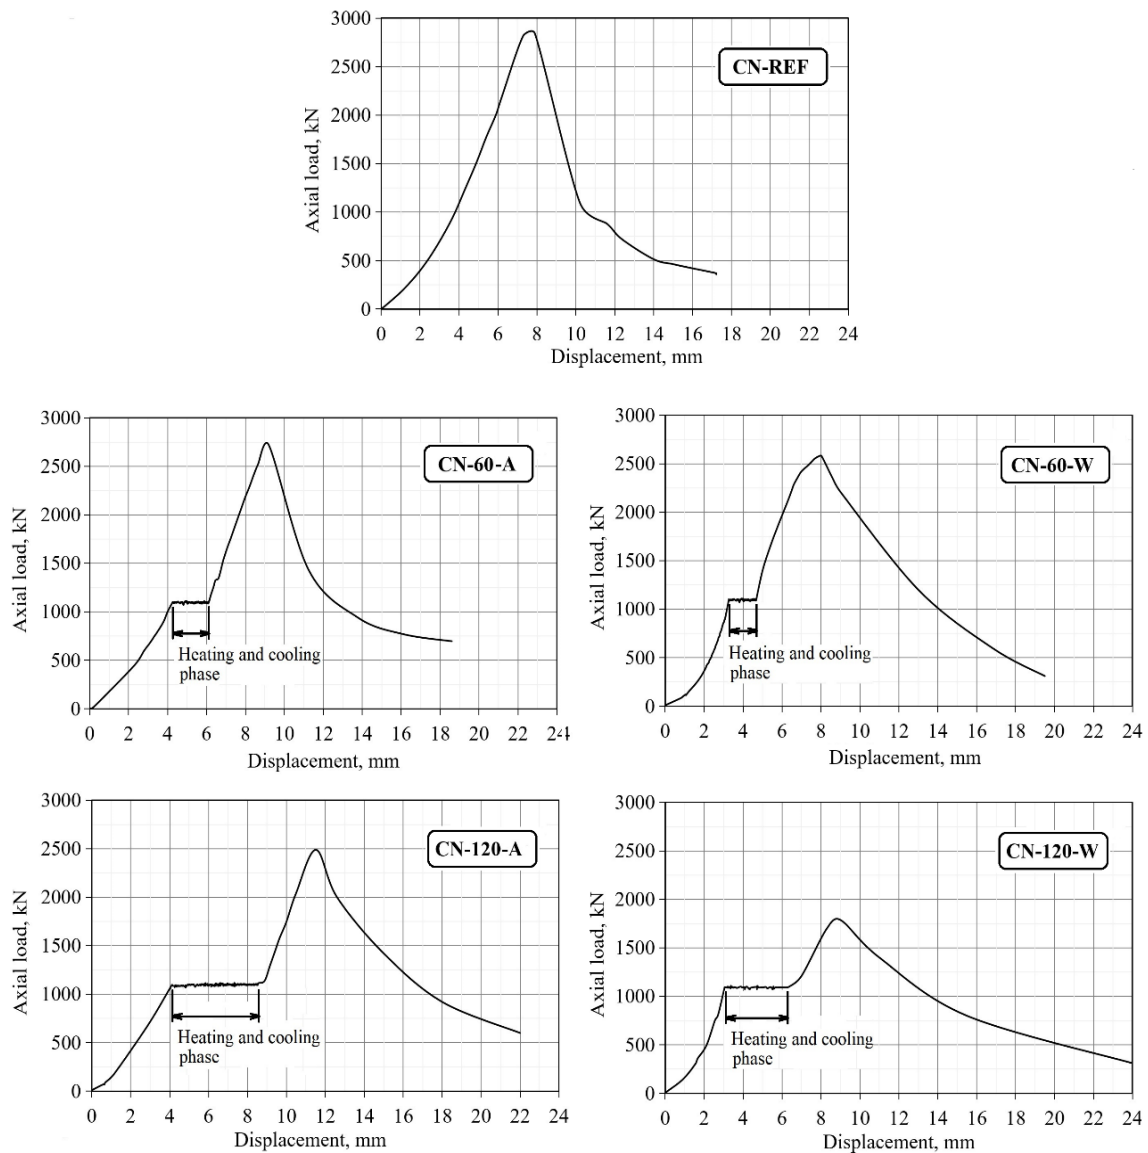 3000
2500
2000
1500
1000
500
0
Axial load, kN
CN-REF
0 2 4 6 8 10 12 14 16 18 20 22 24
Displacement, mm
3000
2500
2000
1500
1000
500
0
Axial load, kN
CN-60-A
Heating and cooling
phase
0 2 4 6 8 10 12 14 16 18 20 22 24
Displacement, mm
3000
2500
2000
1500
1000
500
0
Axial load, kN
CN-60-W
Heating and cooling
phase
0 2 4 6 8 10 12 14 16 18 20 22 24
Displacement, mm
3000
2500
2000
1500
1000
500
0
Axial load, kN
CN-120-A
Heating and cooling
phase
0 2 4 6 8 10 12 14 16 18 20 22 24
Displacement, mm
3000
2500
2000
1500
1000
500
0
Axial load, kN
CN-120-W
Heating and cooling
phase
0 2 4 6 8 10 12 14 16 18 20 22 24
Displacement, mm